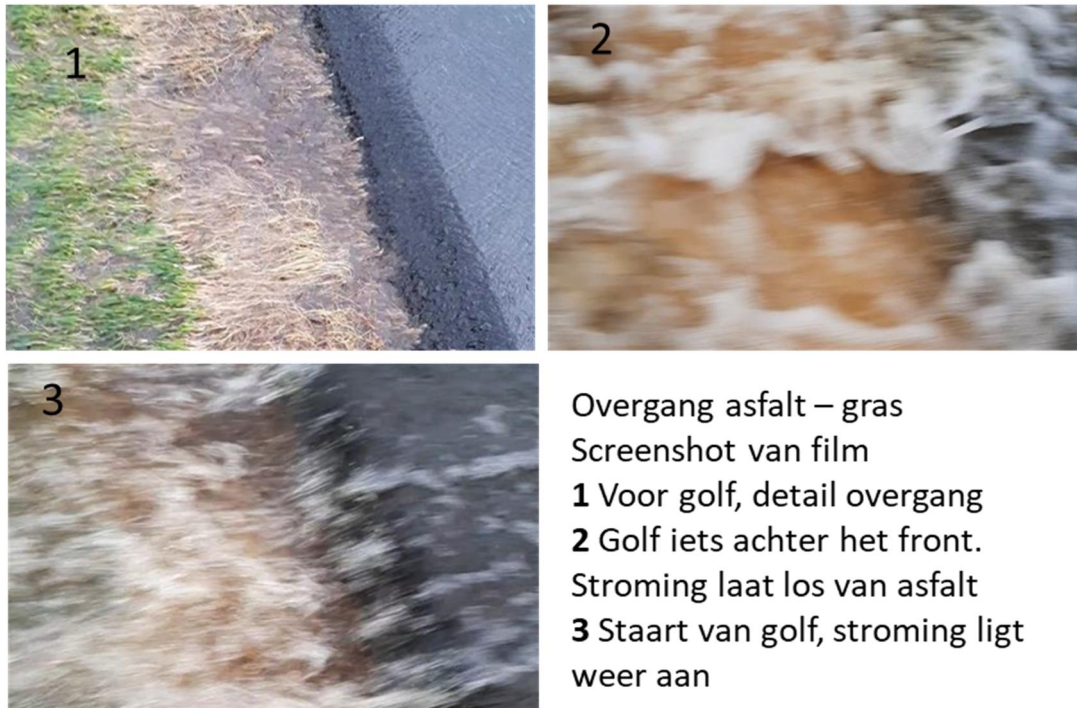 1
2
3
Overgang asfalt – gras
Screenshot van film
1 Voor golf, detail overgang
2 Golf iets achter het front.
Stroming laat los van asfalt
3 Staart van golf, stroming ligt
weer aan